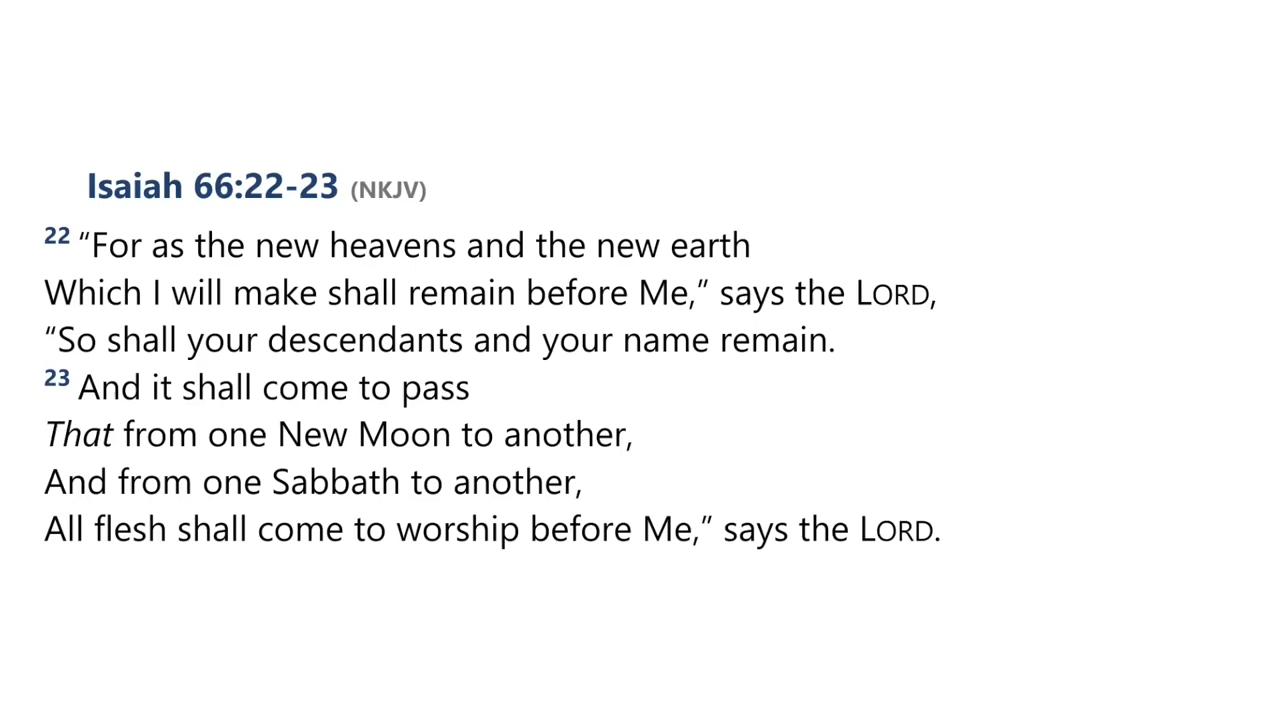 Isaiah 66:22-23 (NKJV)
22 “For as the new heavens and the new earth
Which I will make shall remain before Me,” says the LORD,
“So shall your descendants and your name remain.
23 And it shall come to pass
That from one New Moon to another,
And from one Sabbath to another,
All flesh shall come to worship before Me,” says the LORD.